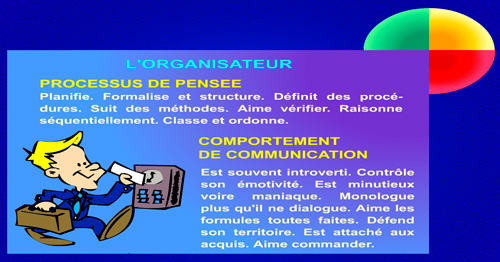 L'ORGANISATEUR
PROCESSUS DE PENSEE
Planifie. Formalise et structure. Définit des procé-
dures. Suit des méthodes. Aime vérifier. Raisonne
séquentiellement. Classe et ordonne.
COMPORTEMENT
DE COMMUNICATION
Est souvent introverti. Contrôle
son émotivité. Est minutieux
voire maniaque. Monologue
plus qu'il ne dialogue. Aime les
formules toutes faites. Défend
son territoire. Est attaché aux
acquis. Aime commander.